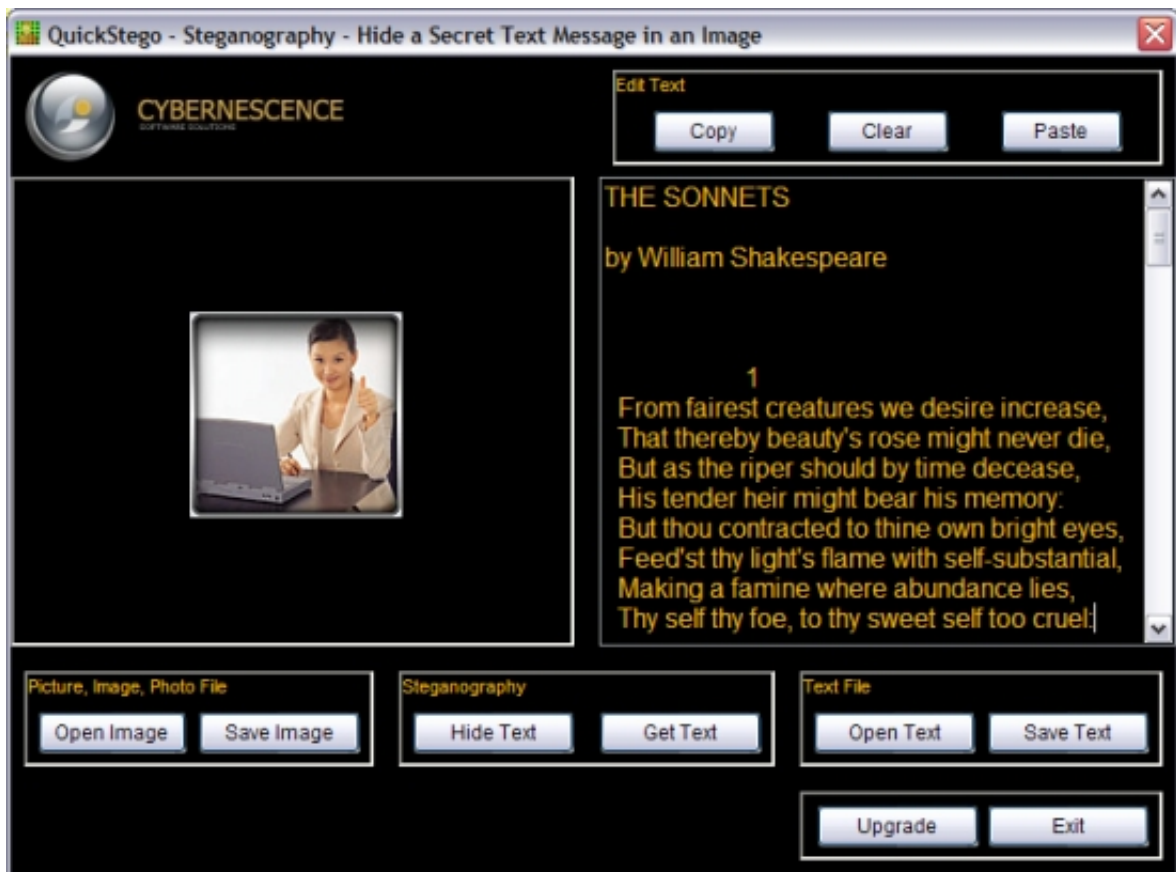 QuickStego - Steganography - Hide a Secret Text Message in an Image
CYBERNESCENCE
SOFTWARE SOLUTIONS
Edit Text
Copy Clear Paste
THE SONNETS
by William Shakespeare
1
From fairest creatures we desire increase,
That thereby beauty's rose might never die,
But as the riper should by time decease,
His tender heir might bear his memory:
But thou contracted to thine own bright eyes,
Feed'st thy light's flame with self-substantial,
Making a famine where abundance lies,
Thy self thy foe, to thy sweet self too cruel:
Picture, Image, Photo File
Open Image Save Image
Steganography
Hide Text Get Text
Text File
Open Text Save Text
Upgrade Exit